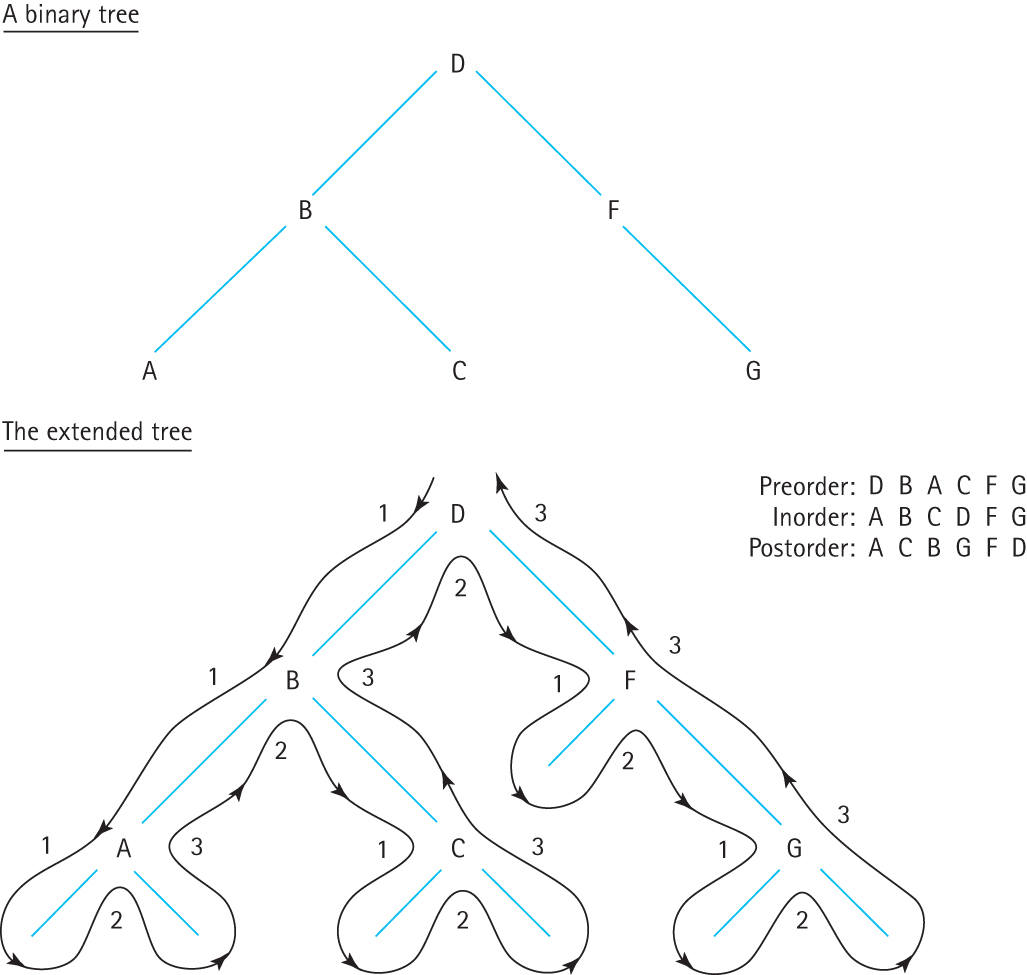 A binary tree
D
B F
A C G
The extended tree
Preorder: D B A C F G
1 D 3
Inorder: A B C D F G
Postorder: A C B G F D
2
3
1 B 3 1 F
2 2
3
1 A 3 1 C 3 1 G
2 2 2